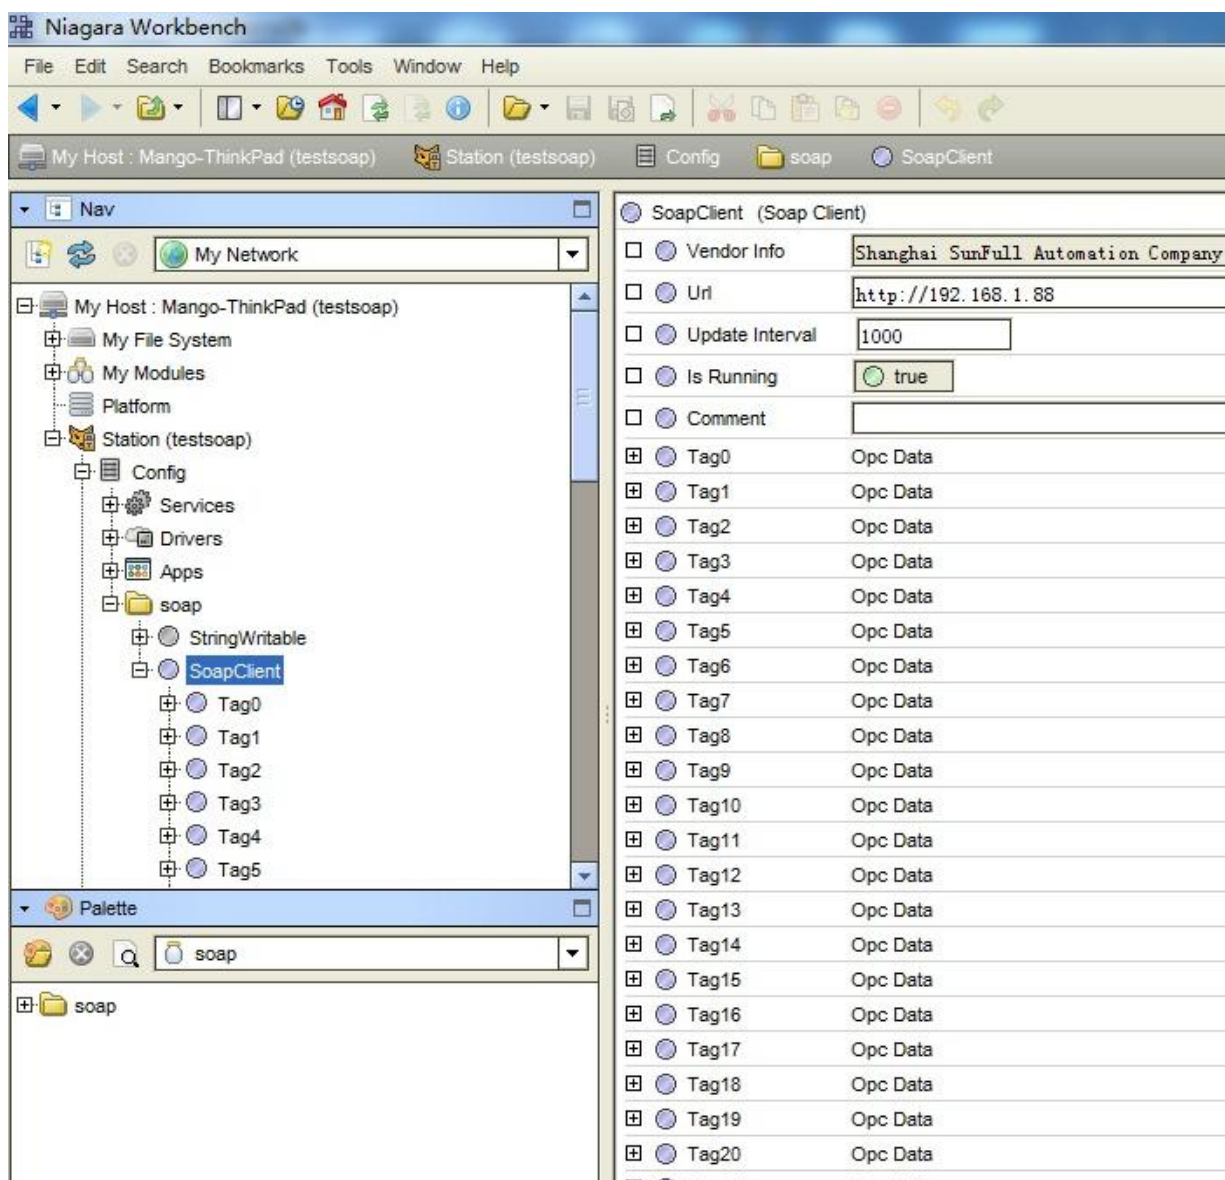 Niagara Workbench
File Edit Search Bookmarks Tools Window Help
My Host : Mango-ThinkPad (testsoap) Station (testsoap) Config soap SoapClient
Nav
My Network
My Host : Mango-ThinkPad (testsoap)
My File System
My Modules
Platform
Station (testsoap)
Config
Services
Drivers
Apps
soap
StringWritable
SoapClient
Tag0
Tag1
Tag2
Tag3
Tag4
Tag5
Palette
soap
soap
SoapClient (Soap Client)
Vendor Info Shanghai SunFull Automation Company
Url http://192.168.1.88
Update Interval 1000
Is Running true
Comment
Tag0 Opc Data
Tag1 Opc Data
Tag2 Opc Data
Tag3 Opc Data
Tag4 Opc Data
Tag5 Opc Data
Tag6 Opc Data
Tag7 Opc Data
Tag8 Opc Data
Tag9 Opc Data
Tag10 Opc Data
Tag11 Opc Data
Tag12 Opc Data
Tag13 Opc Data
Tag14 Opc Data
Tag15 Opc Data
Tag16 Opc Data
Tag17 Opc Data
Tag18 Opc Data
Tag19 Opc Data
Tag20 Opc Data